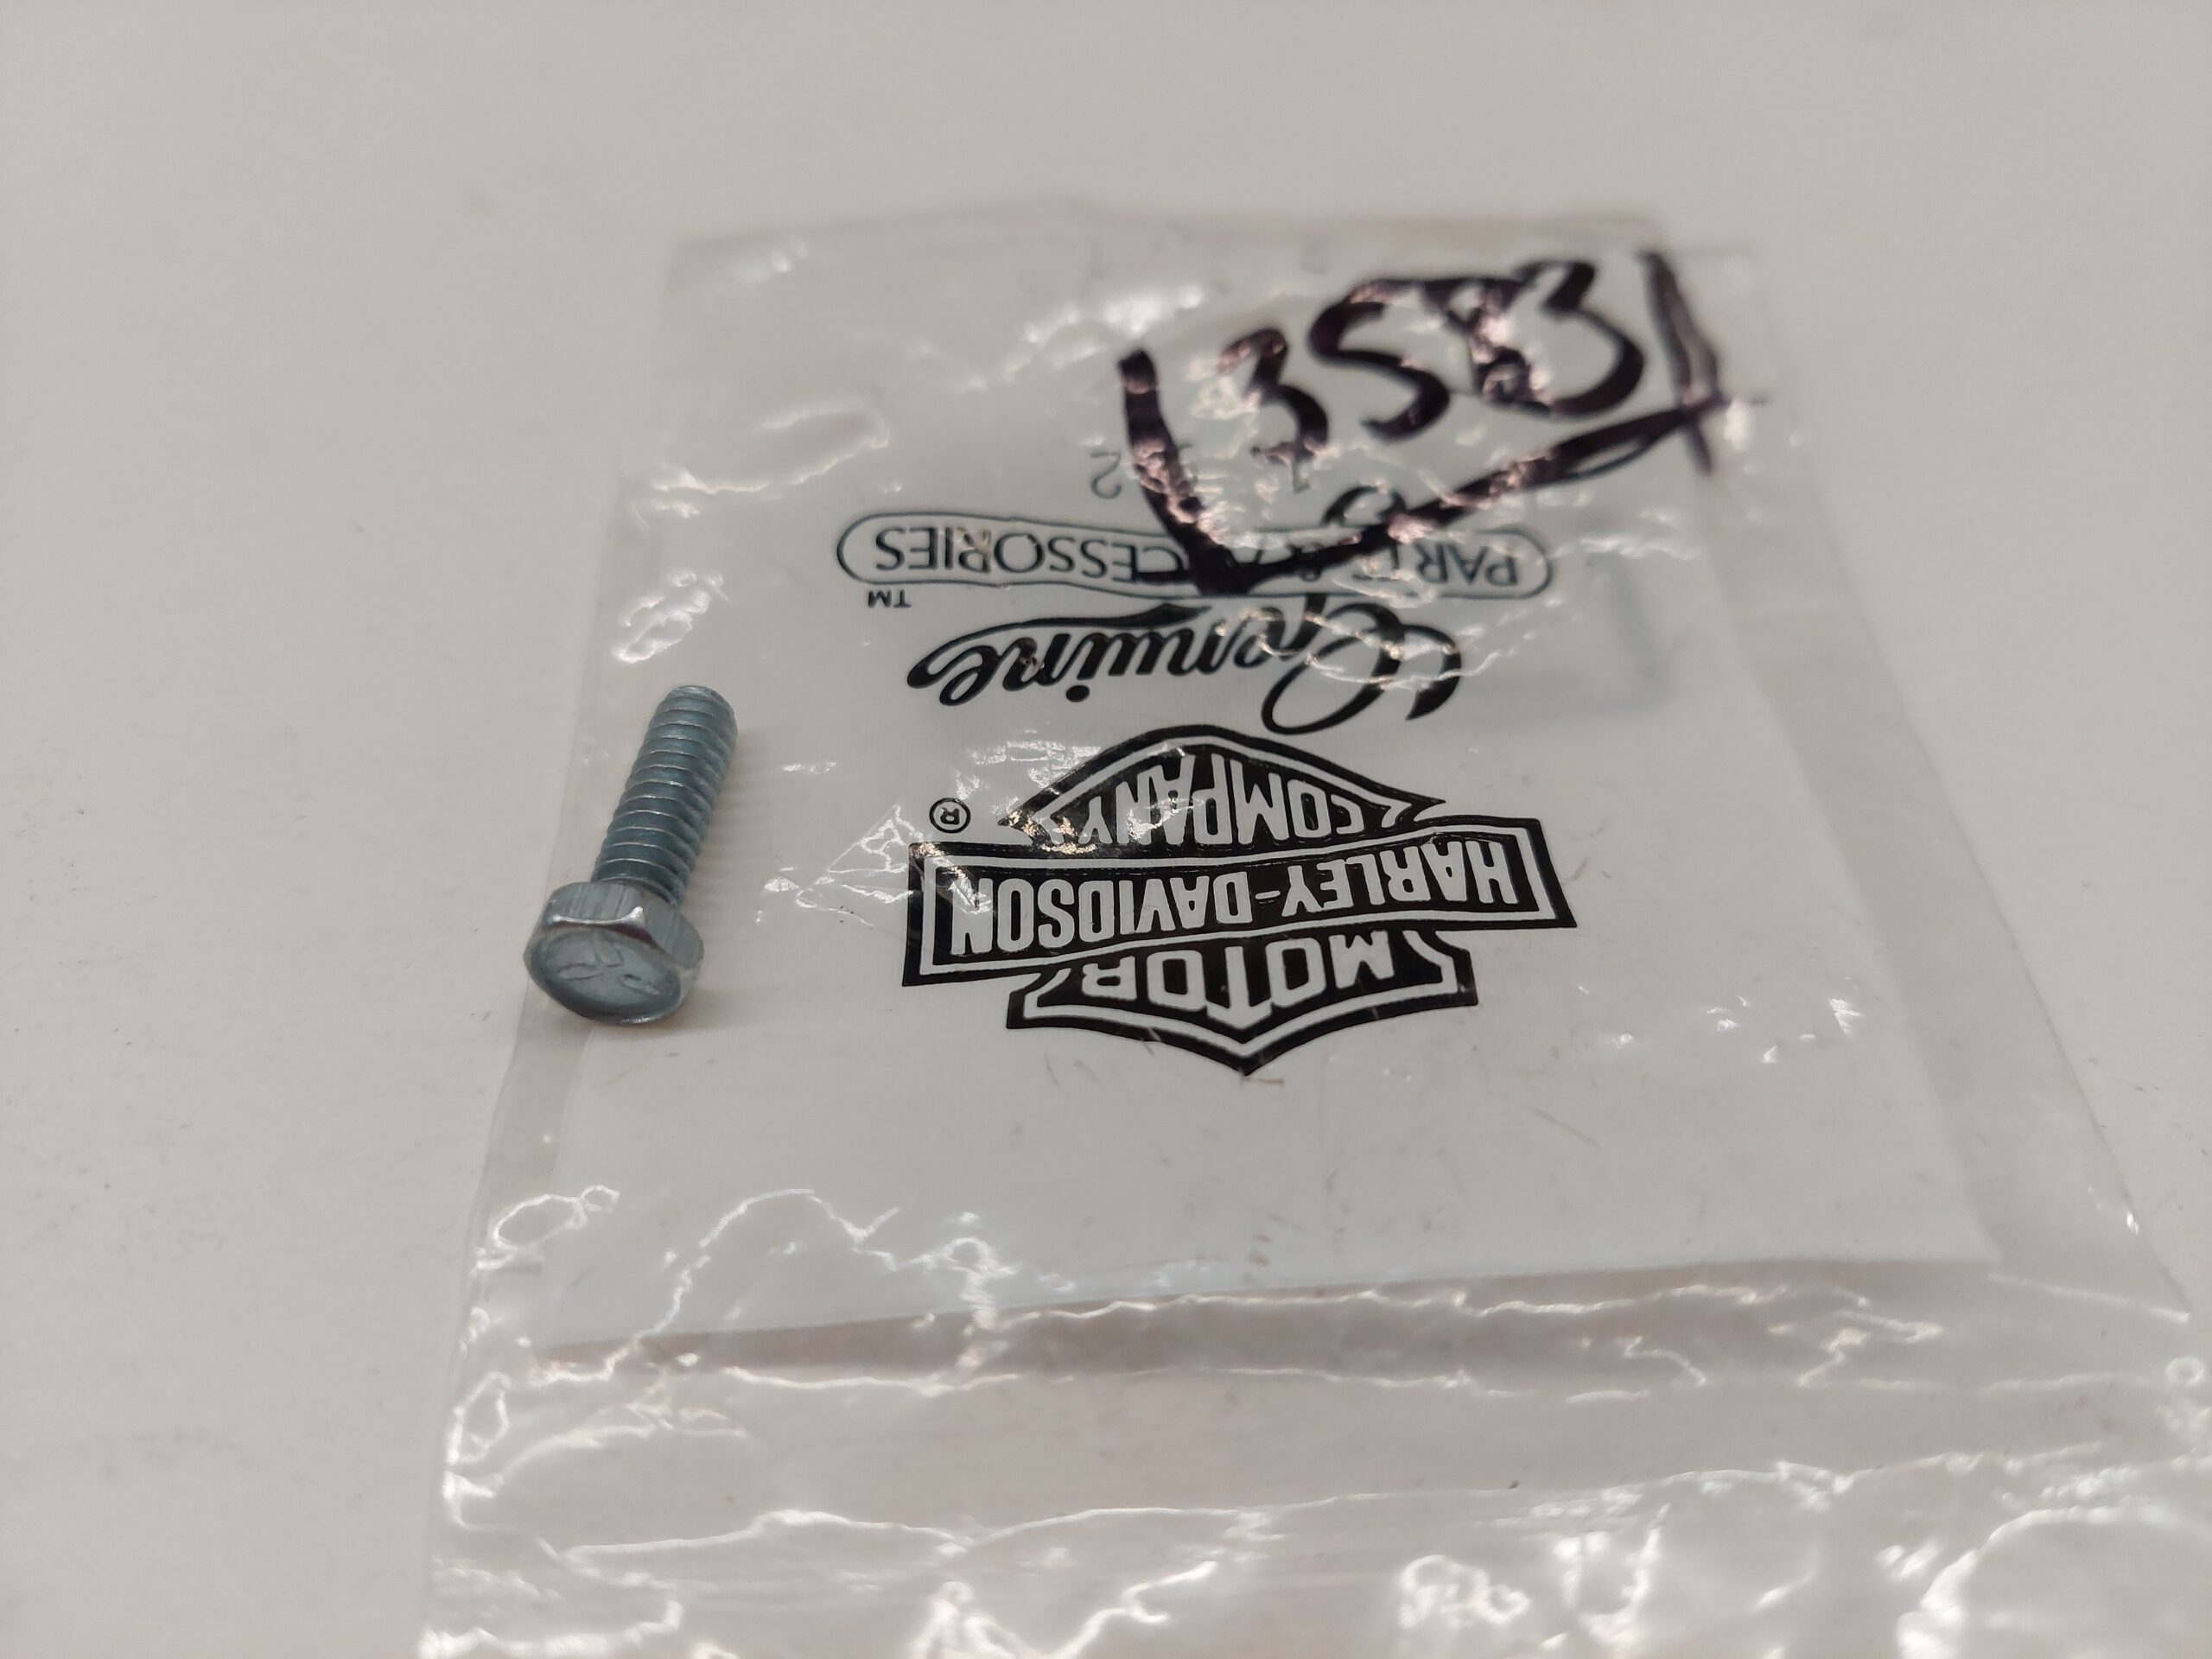 3583
MOTOR
HARLEY-DAVIDSON
COMPANY
®
Genuine
TM
PARTS & ACCESSORIES